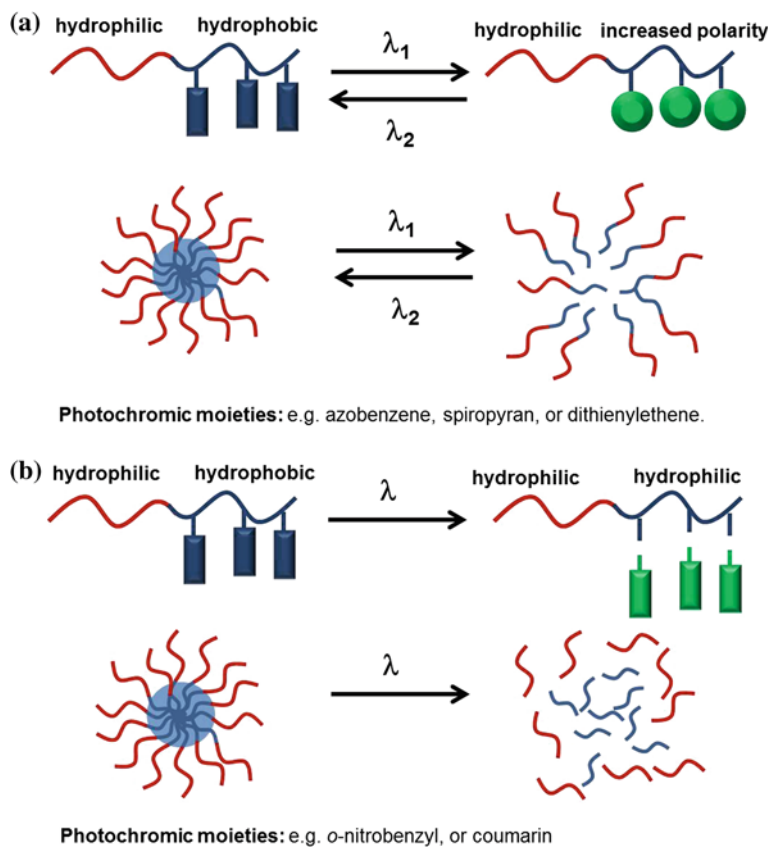 (a) hydrophilic hydrophobic λ1 hydrophilic increased polarity
λ2
λ1
λ2
Photochromic moieties: e.g. azobenzene, spiropyran, or dithienylethene.
(b) hydrophilic hydrophobic λ hydrophilic hydrophilic
λ
Photochromic moieties: e.g. o-nitrobenzyl, or coumarin